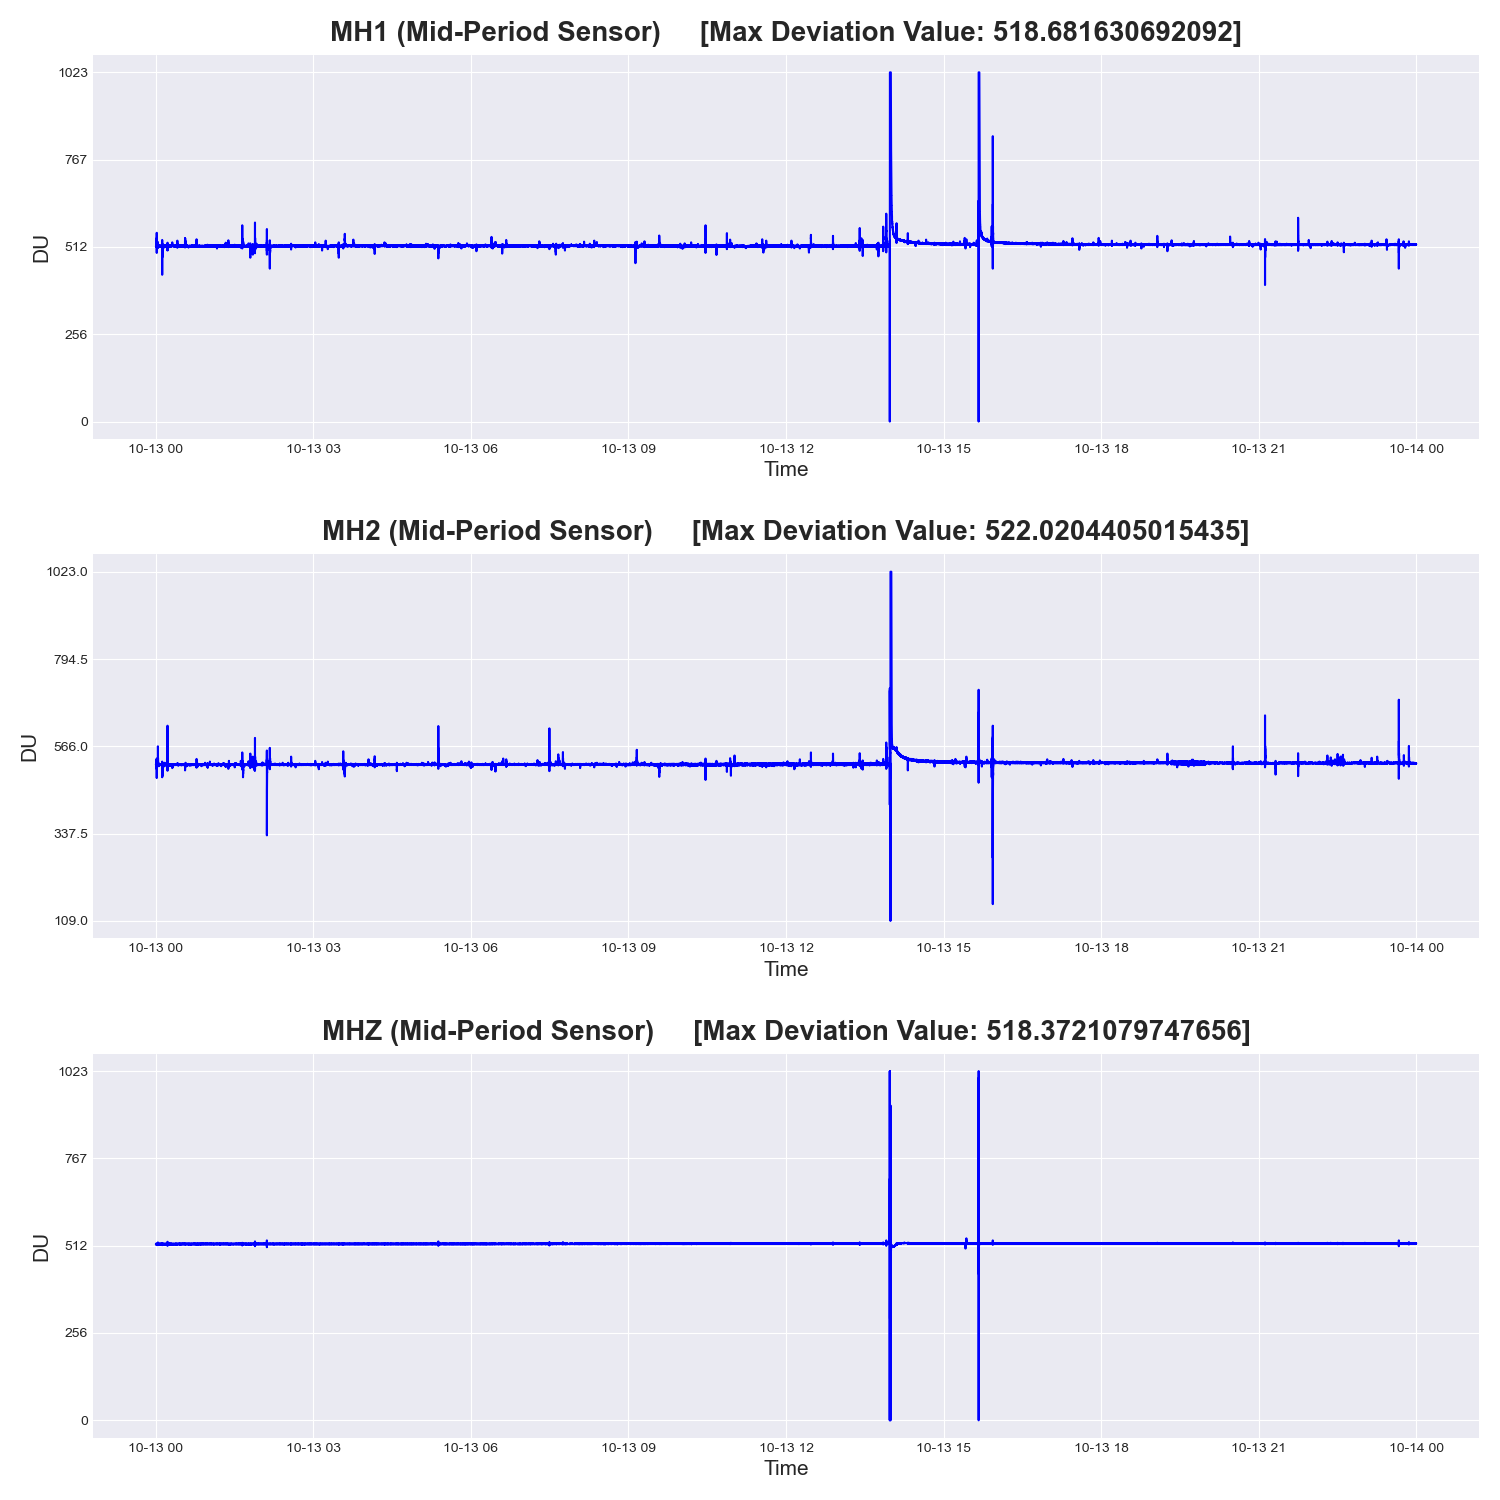 MH1 (Mid-Period Sensor) [Max Deviation Value: 518.681630692092]
1023
767
512
256
0
DU
10-13 00 10-13 03 10-13 06 10-13 09 10-13 12 10-13 15 10-13 18 10-13 21 10-14 00
Time
MH2 (Mid-Period Sensor) [Max Deviation Value: 522.0204405015435]
1023.0
794.5
566.0
337.5
109.0
DU
10-13 00 10-13 03 10-13 06 10-13 09 10-13 12 10-13 15 10-13 18 10-13 21 10-14 00
Time
MHZ (Mid-Period Sensor) [Max Deviation Value: 518.3721079747656]
1023
767
512
256
0
DU
10-13 00 10-13 03 10-13 06 10-13 09 10-13 12 10-13 15 10-13 18 10-13 21 10-14 00
Time